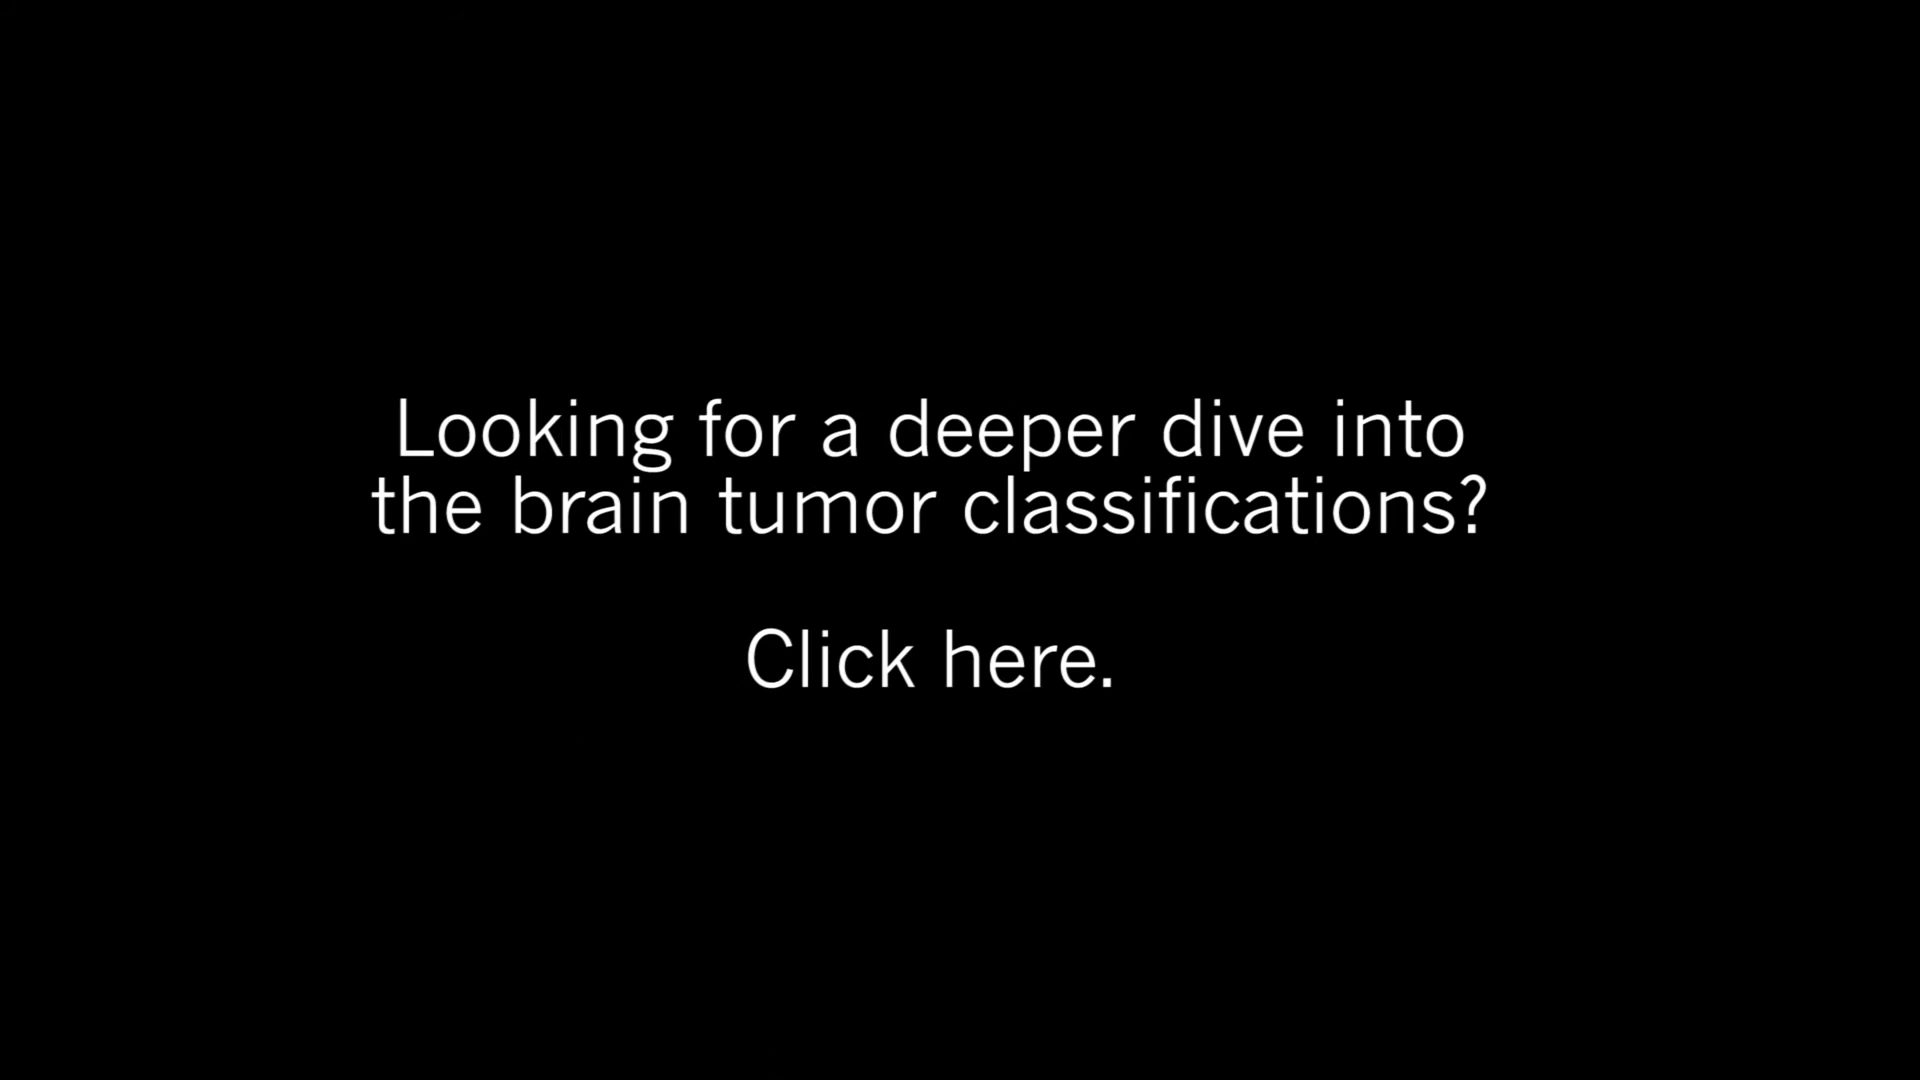 Looking for a deeper dive into
the brain tumor classifications?
Click here.